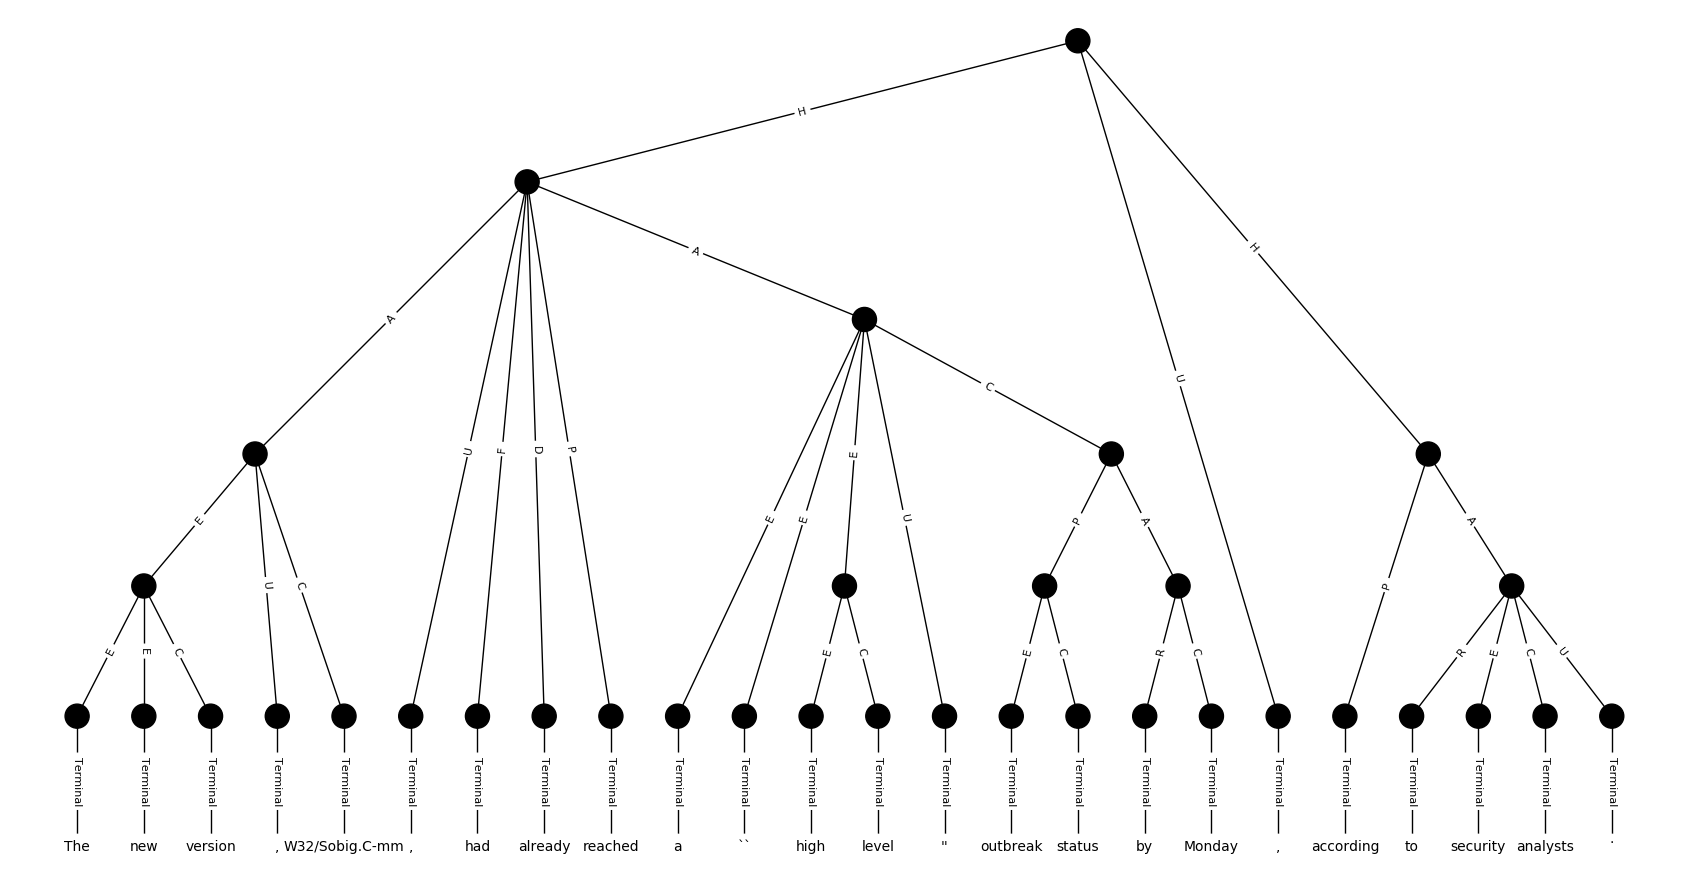 H
A
A
H
C
U
A U F D P
E
E E E U
P A
E U C
P A
E E C
E C
E C
R C
R E C U
Terminal Terminal Terminal Terminal Terminal Terminal Terminal Terminal Terminal Terminal Terminal Terminal Terminal Terminal Terminal Terminal Terminal Terminal Terminal Terminal Terminal Terminal Terminal Terminal
The new version , W32/Sobig.C-mm , had already reached a `` high level " outbreak status by Monday , according to security analysts .